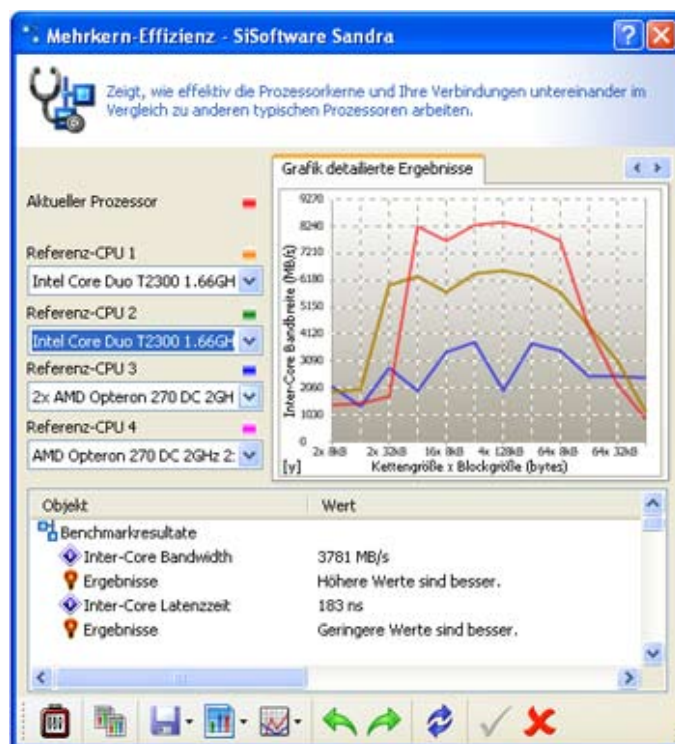 Mehrkern-Effizienz - SiSoftware Sandra
Zeigt, wie effektiv die Prozessorkerne und Ihre Verbindungen untereinander im
Vergleich zu anderen typischen Prozessoren arbeiten.
Aktueller Prozessor
Referenz-CPU 1
Intel Core Duo T2300 1.66GH
Referenz-CPU 2
Intel Core Duo T2300 1.66GH
Referenz-CPU 3
2x AMD Opteron 270 DC 2GH
Referenz-CPU 4
AMD Opteron 270 DC 2GHz 2:
Grafik detailierte Ergebnisse
Inter-Core Bandbreite (MB/s)
9270
8240
7210
6180
5150
4120
3090
2060
1030
0
2x 8kB 2x 32kB 16x 8kB 4x 128kB 64x 8kB 64x 32kB
[y] Kettengröße x Blockgröße (bytes)
Objekt Wert
Benchmarkresultate
Inter-Core Bandwidth 3781 MB/s
Ergebnisse Höhere Werte sind besser.
Inter-Core Latenzzeit 183 ns
Ergebnisse Geringere Werte sind besser.